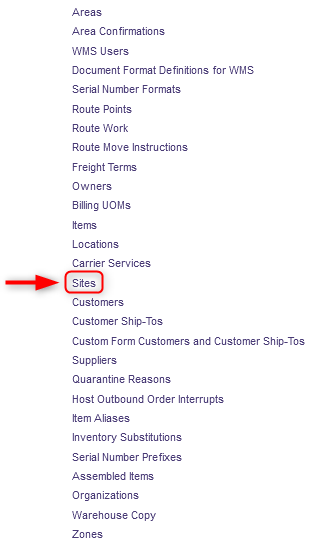 Areas
Area Confirmations
WMS Users
Document Format Definitions for WMS
Serial Number Formats
Route Points
Route Work
Route Move Instructions
Freight Terms
Owners
Billing UOMs
Items
Locations
Carrier Services
Sites
Customers
Customer Ship-Tos
Custom Form Customers and Customer Ship-Tos
Suppliers
Quarantine Reasons
Host Outbound Order Interrupts
Item Aliases
Inventory Substitutions
Serial Number Prefixes
Assembled Items
Organizations
Warehouse Copy
Zones